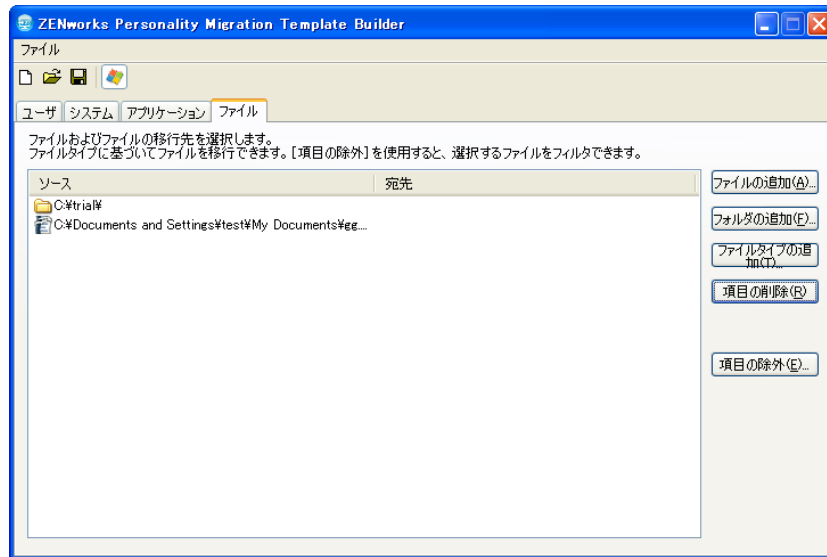 ZENworks Personality Migration Template Builder
ファイル
ユーザ システム アプリケーション ファイル
ファイルおよびファイルの移行先を選択します。
ファイルタイプに基づいてファイルを移行できます。[項目の除外]を使用すると、選択するファイルをフィルタできます。
ソース 宛先
C:¥trial¥
C:¥Documents and Settings¥test¥My Documents¥gg....
ファイルの追加(A)...
フォルダの追加(F)...
ファイルタイプの追
加(T)...
項目の削除(R)
項目の除外(E)...